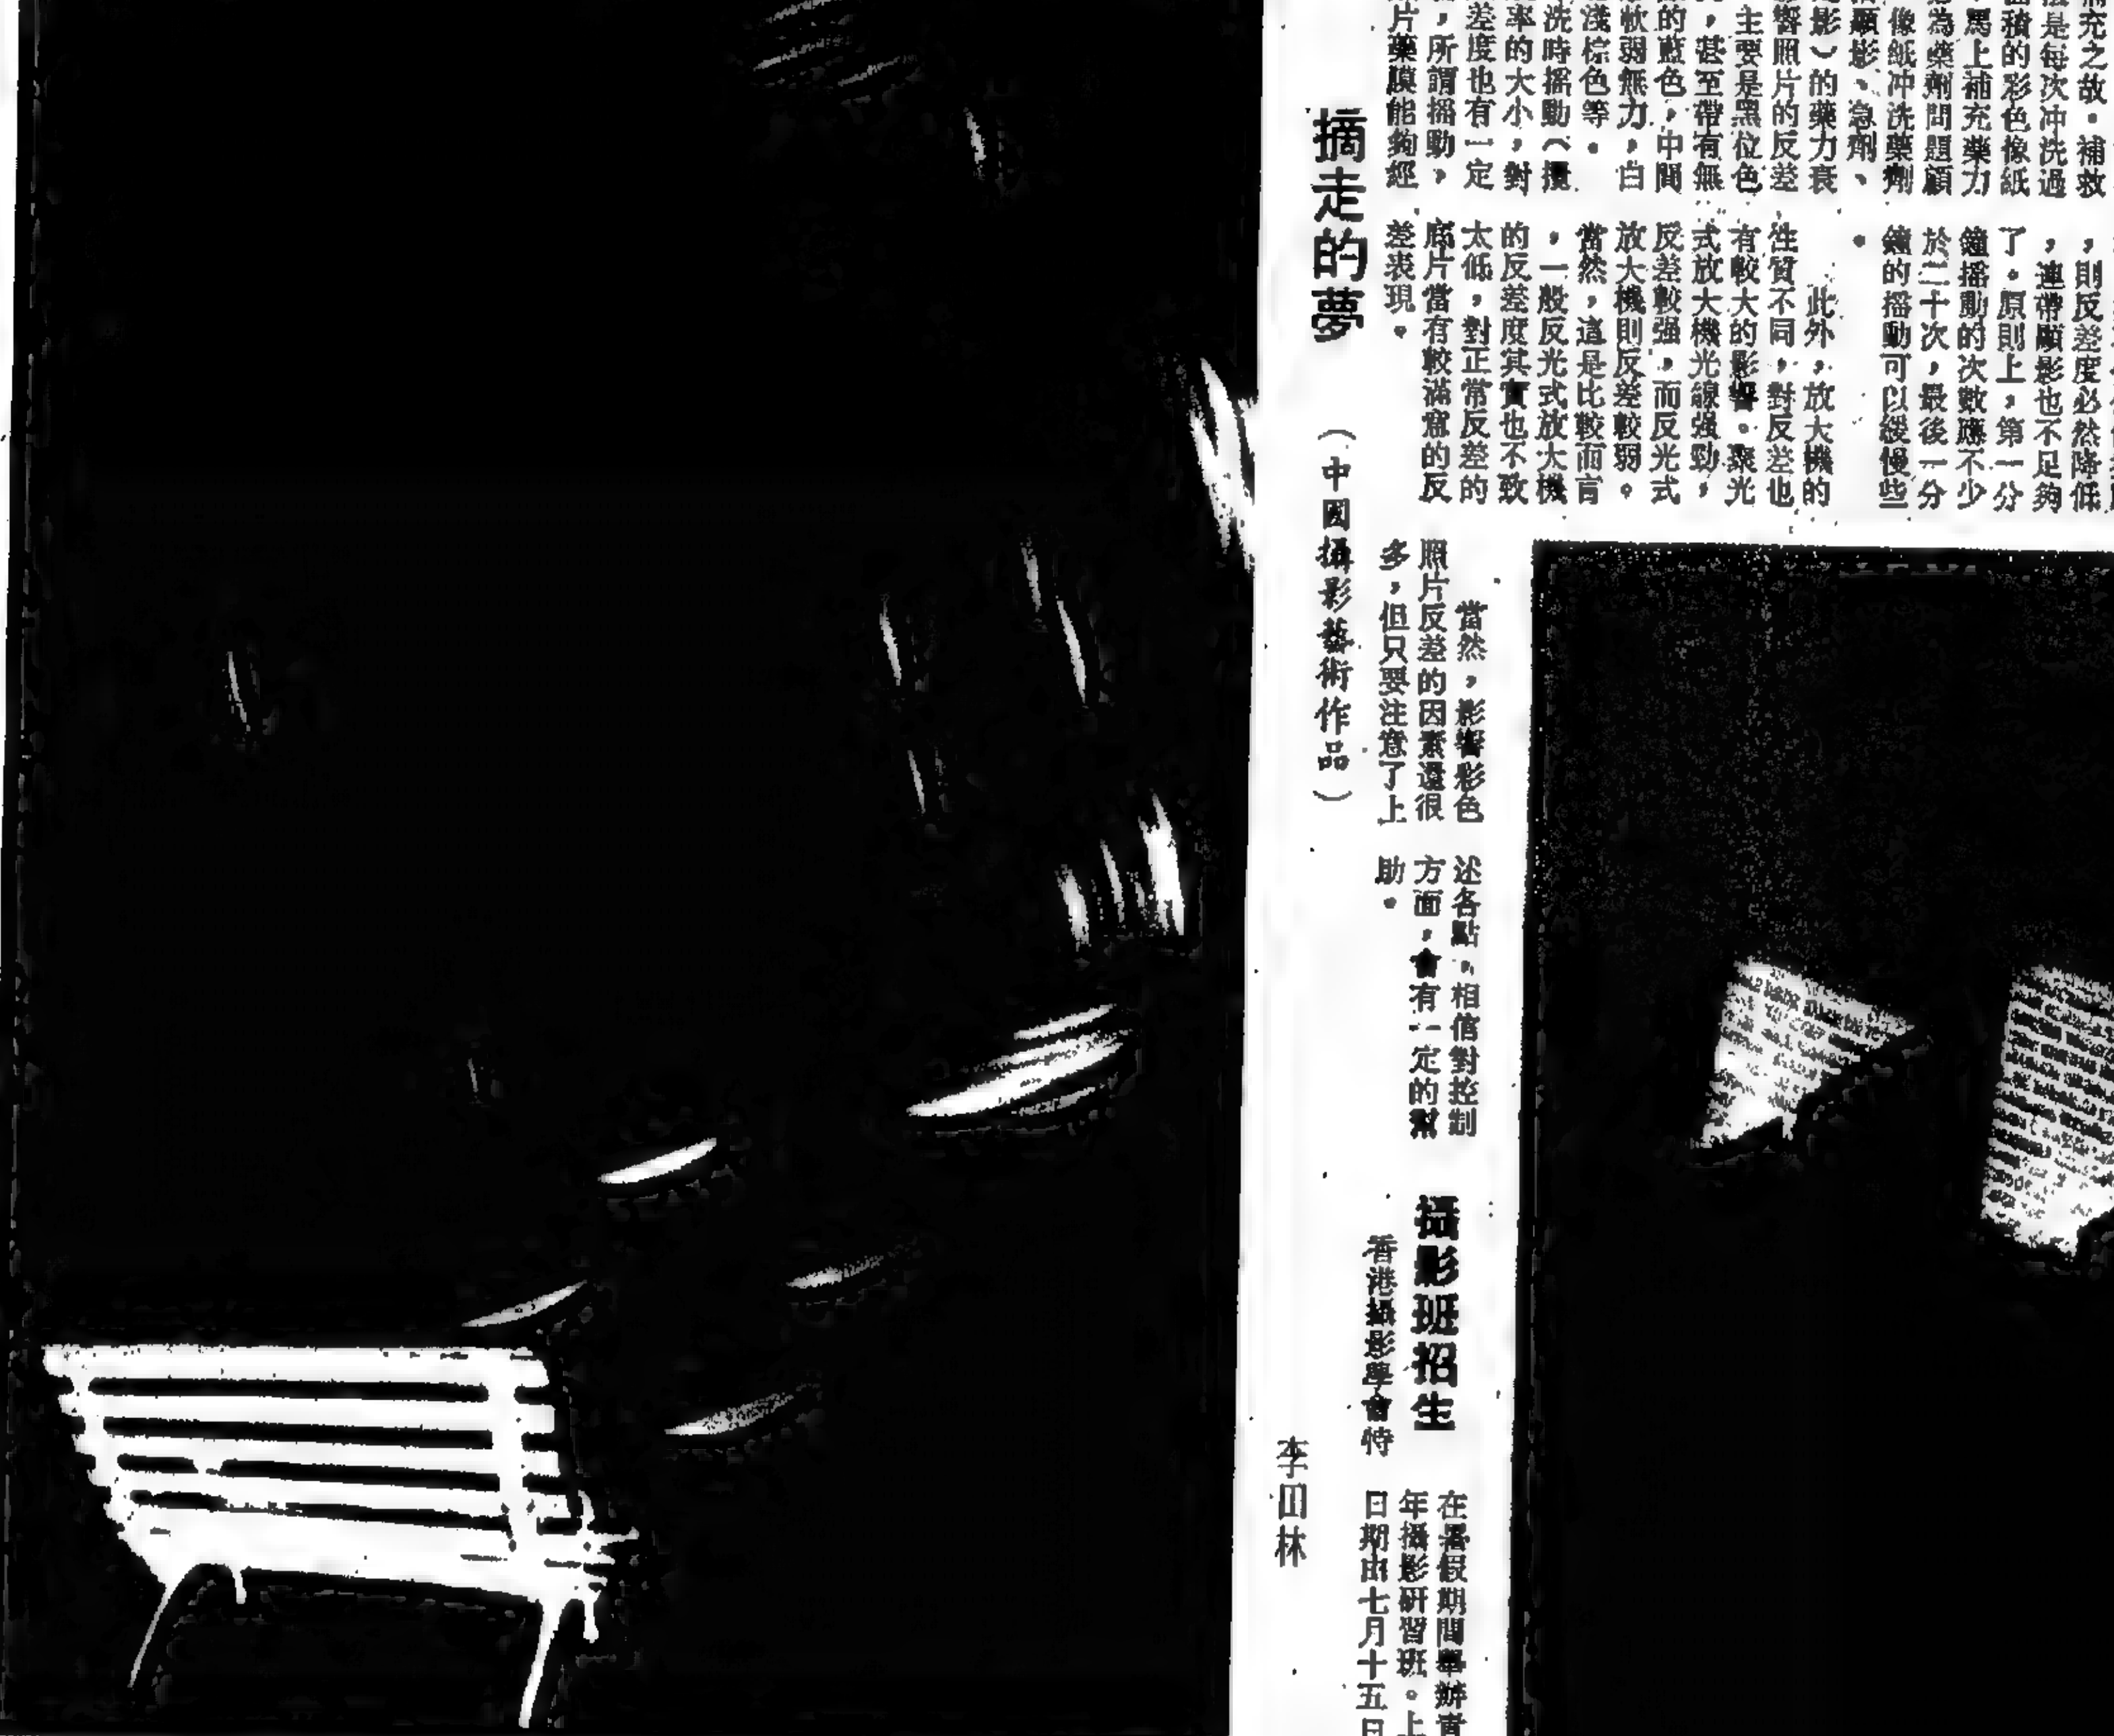 補充之故。補救
法是每次冲洗過
面積的彩色像紙
馬上補充藥力
為藥劑問題顧
像紙冲洗藥劑
顯影、急劑、
影)的藥力衰
影響照片的反差
主要是黑位色
,甚至帶有無
的藍色,中間
軟弱無力,白
淺棕色等。
冲洗時搖動(攪
率的大小,對
差度也有一定
,所謂搖動,
片藥膜能夠經
,則反差度必然降低
,連帶顯影也不足夠
了。原則上,第一分
鐘搖動的次數應不少
於二十次,最後一分
鐘的搖動可以緩慢些
。
此外,放大機的
性質不同,對反差也
有較大的影響。聚光
式放大機光線强勁,
反差較强,而反光式
放大機則反差較弱。
當然,這是比較而言
,一般反光式放大機
的反差度其實也不致
太低,對正常反差的
底片當有較滿意的反
差表現。
當然,影響彩色
照片反差的因素還很
多,但只要注意了上
述各點,相信對控制
方面,會有一定的幫
助。
摘走的夢
(中國攝影藝術作品)
李田林
攝影班招生
香港攝影學會特
在暑假期間舉辦
年攝影研習班。上
日期由七月十五日